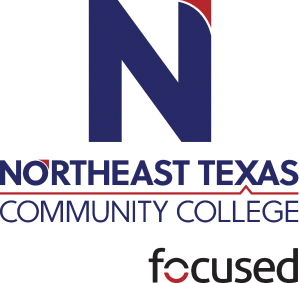 N
NORTHEAST TEXAS
COMMUNITY COLLEGE
focused